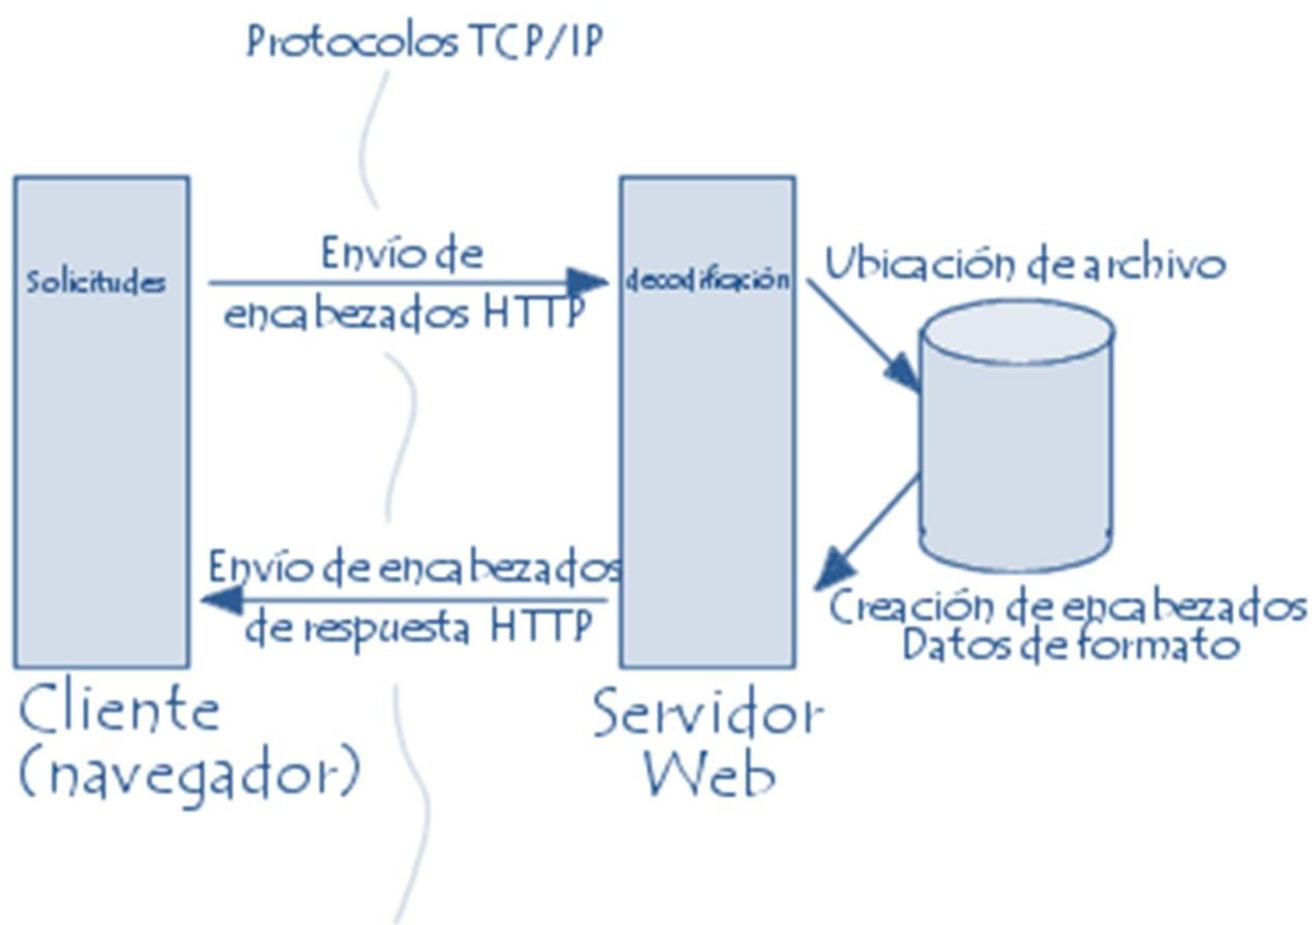 Protocolos TCP/IP
Solicitudes
Envío de
encabezados HTTP
decodificación
Ubicación de archivo
Envío de encabezados
de respuesta HTTP
Creación de encabezados
Datos de formato
Cliente
(navegador)
Servidor
Web